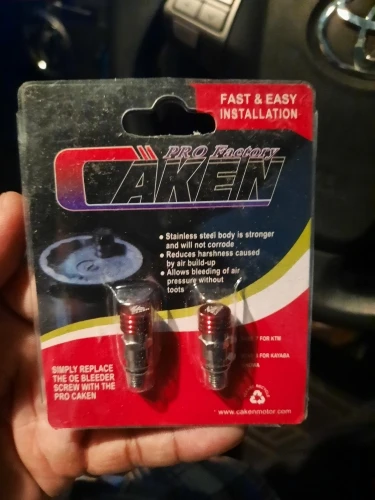 FAST & EASY
INSTALLATION
PRO Factory
CAKEN
Stainless steel body is stronger
and will not corrode
Reduces harshness caused
by air build-up
Allows bleeding of air
pressure without
toots
FOR KTM
FOR KAYABA
SIMPLY REPLACE
THE OE BLEEDER
SCREW WITH THE
PRO CAKEN
www.cakenmotor.com